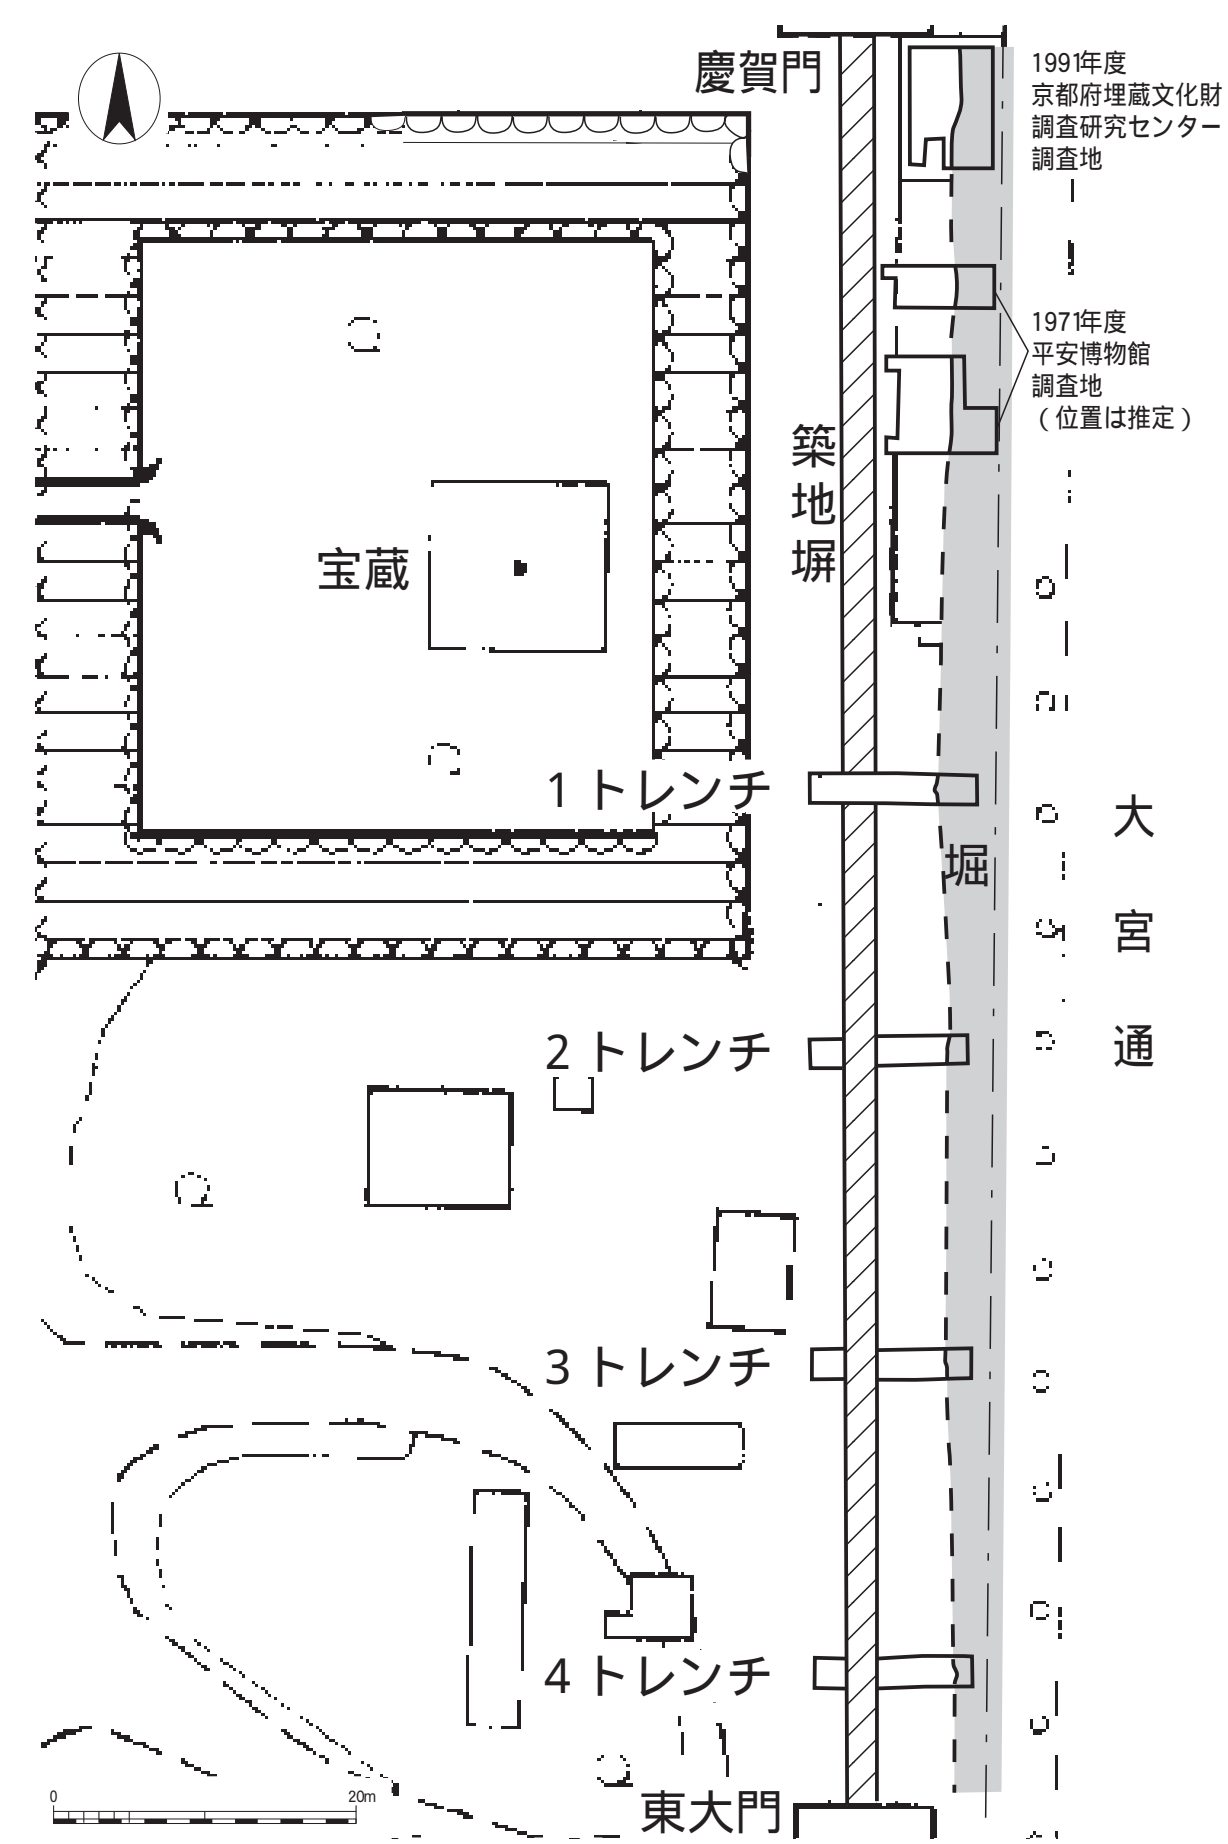 慶賀門
1991年度
京都府埋蔵文化財
調査研究センター
調査地
1971年度
平安博物館
調査地
（位置は推定）
築地塀
宝蔵
1 トレンチ
堀
大宮通
2 トレンチ
3 トレンチ
4 トレンチ
東大門
0
20m